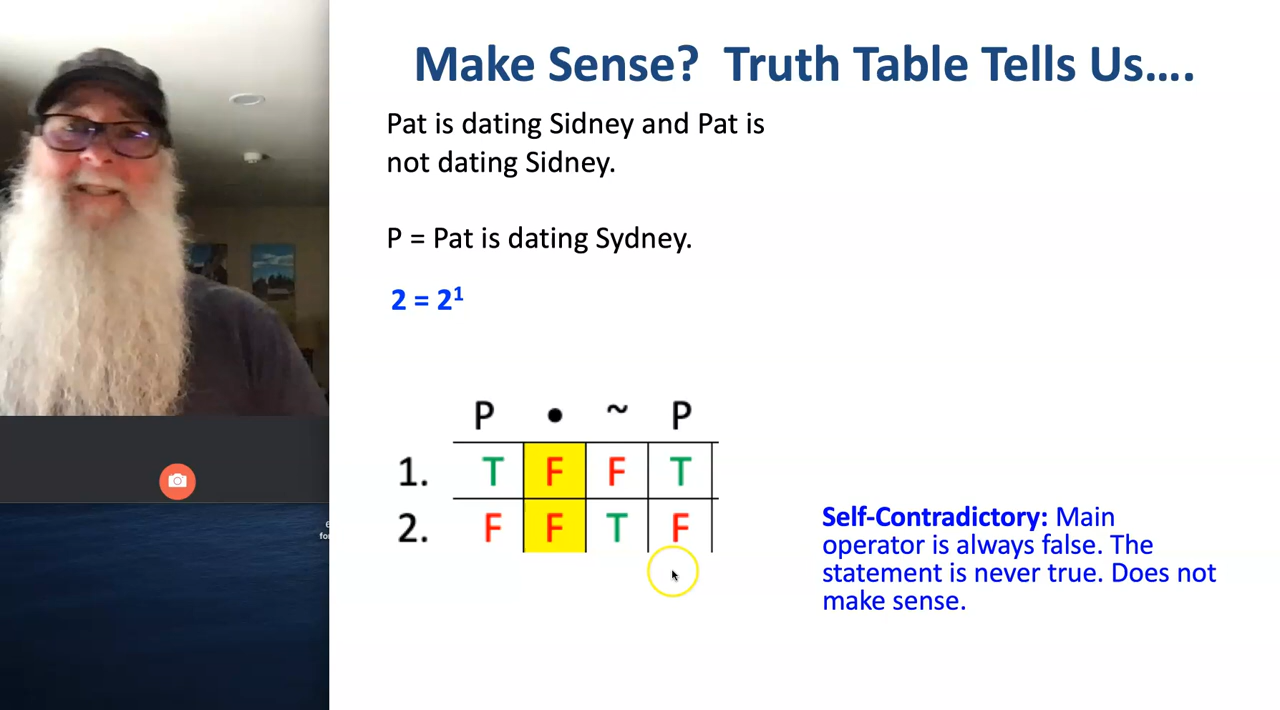 Make Sense? Truth Table Tells Us….
Pat is dating Sidney and Pat is
not dating Sidney.
P = Pat is dating Sydney.
2 = 2¹
P • ~ P
1. T F F T
2. F F T F
Self-Contradictory: Main
operator is always false. The
statement is never true. Does not
make sense.